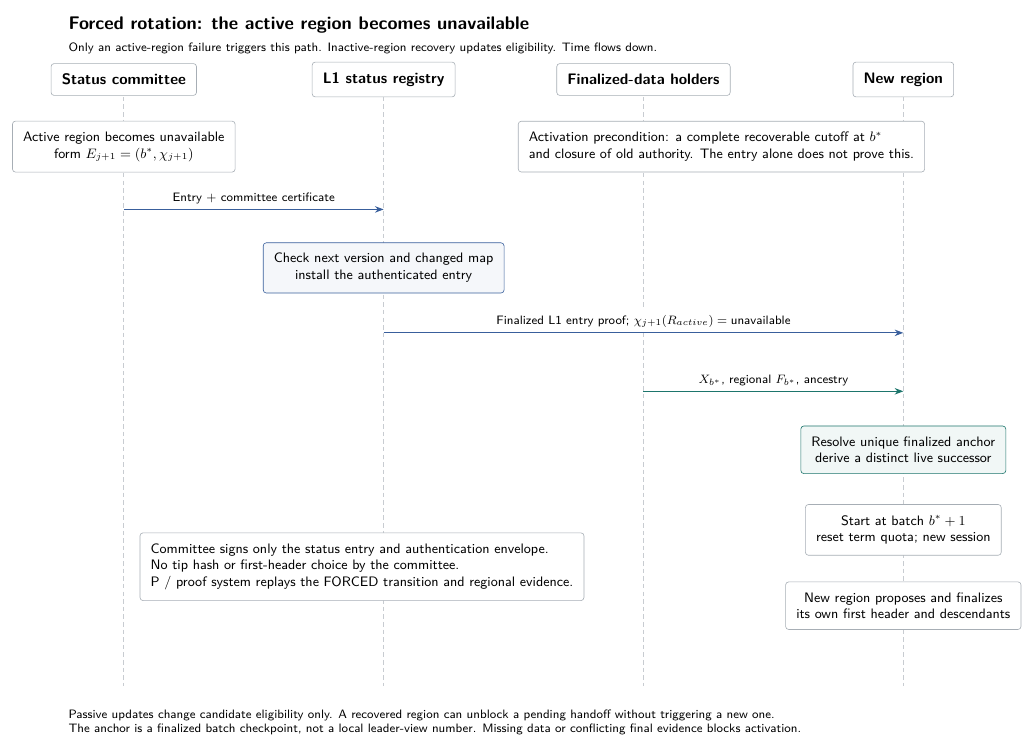 Forced rotation: the active region becomes unavailable
Only an active-region failure triggers this path. Inactive-region recovery updates eligibility. Time flows down.
Status committee
L1 status registry
Finalized-data holders
New region
Active region becomes unavailable
form E_{j+1} = (b*, χ_{j+1})
Activation precondition: a complete recoverable cutoff at b*
and closure of old authority. The entry alone does not prove this.
Entry + committee certificate
Check next version and changed map
install the authenticated entry
Finalized L1 entry proof; χ_{j+1}(R_{active}) = unavailable
X_{b*}, regional F_{b*}, ancestry
Resolve unique finalized anchor
derive a distinct live successor
Start at batch b* + 1
reset term quota; new session
Committee signs only the status entry and authentication envelope.
No tip hash or first-header choice by the committee.
P / proof system replays the FORCED transition and regional evidence.
New region proposes and finalizes
its own first header and descendants
Passive updates change candidate eligibility only. A recovered region can unblock a pending handoff without triggering a new one.
The anchor is a finalized batch checkpoint, not a local leader-view number. Missing data or conflicting final evidence blocks activation.